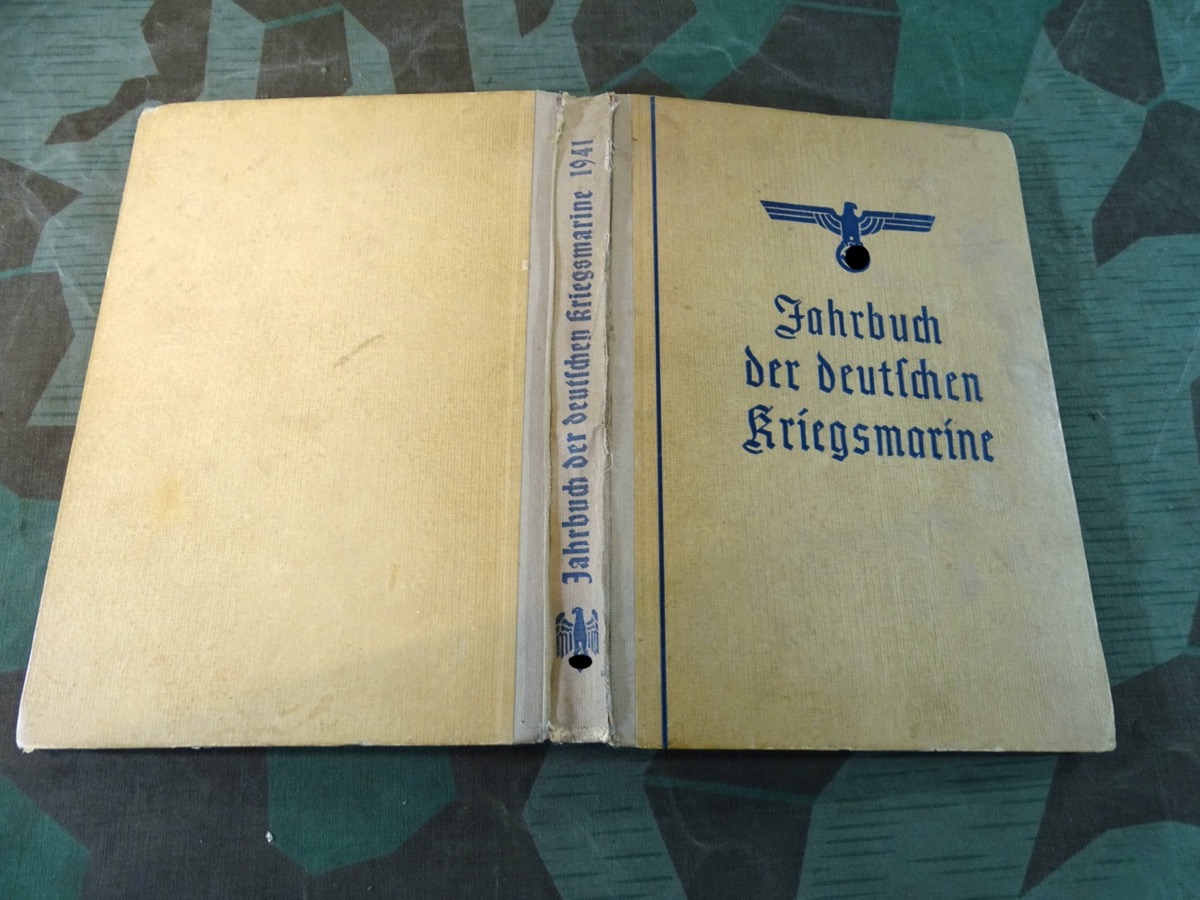 Jahrbuch der deutſchen Kriegsmarine 1941
Jahrbuch
der deutſchen
Kriegsmarine